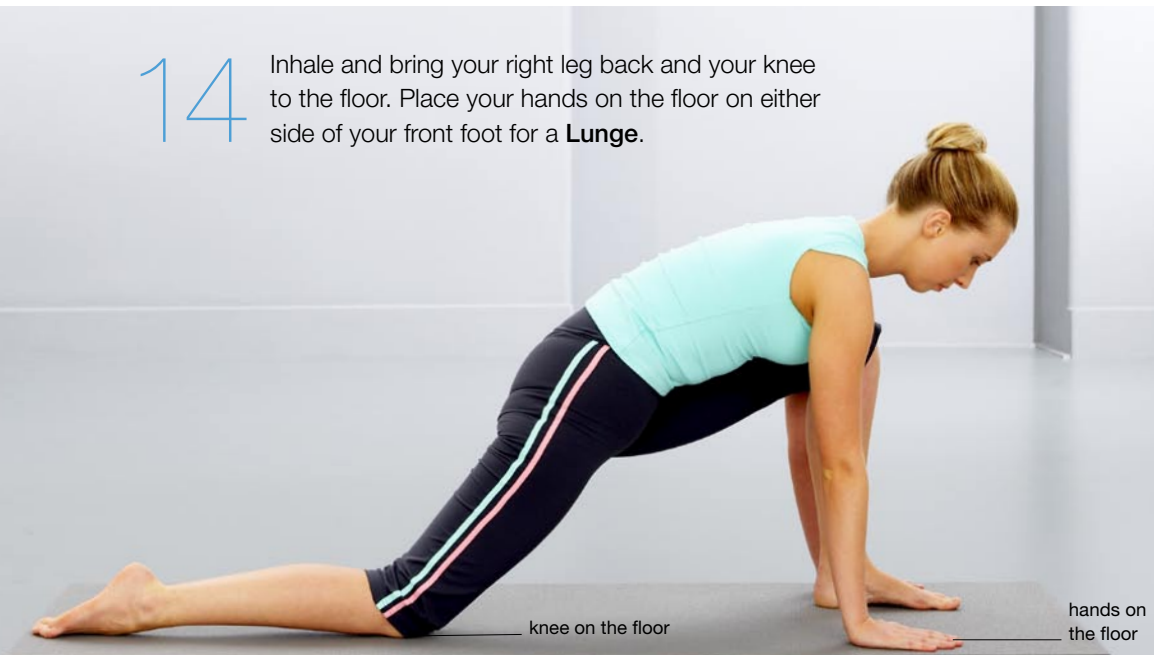 14
Inhale and bring your right leg back and your knee
to the floor. Place your hands on the floor on either
side of your front foot for a Lunge.
knee on the floor
hands on
the floor